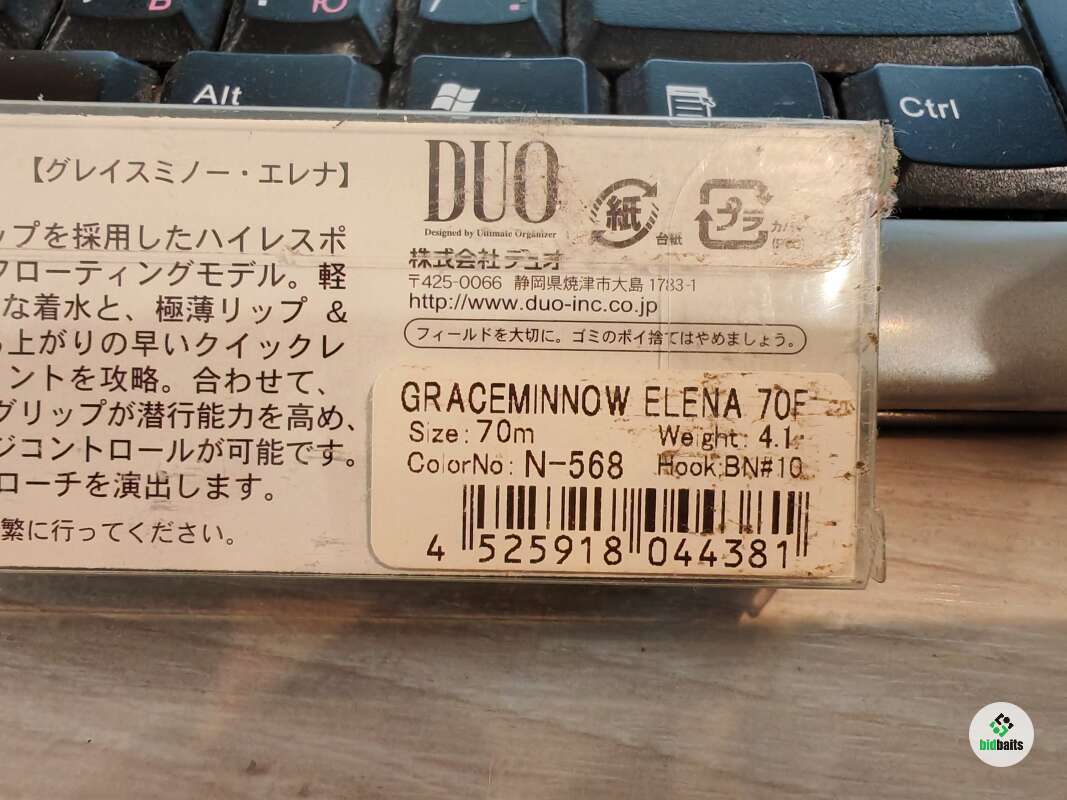 Ю
Alt
Ctrl
【グレイスミノー・エレナ】
ップを採用したハイレスポ
フローティングモデル。軽
な着水と、極薄リップ &
ち上がりの早いクイックレ
イントを攻略。合わせて、
グリップが潜行能力を高め、
ジコントロールが可能です。
ローチを演出します。
繁に行ってください。
DUO
Designed by Ultimate Organizer
紙
台紙
プラ
株式会社デュオ
〒425-0066 静岡県焼津市大島 1783-1
http://www.duo-inc.co.jp
フィールドを大切に。ゴミのポイ捨てはやめましょう。
GRACEMINNOW ELENA 70F
Size: 70m Weight: 4.1
ColorNo: N-568 Hook:BN#10
4 525918 044381
bidbaits